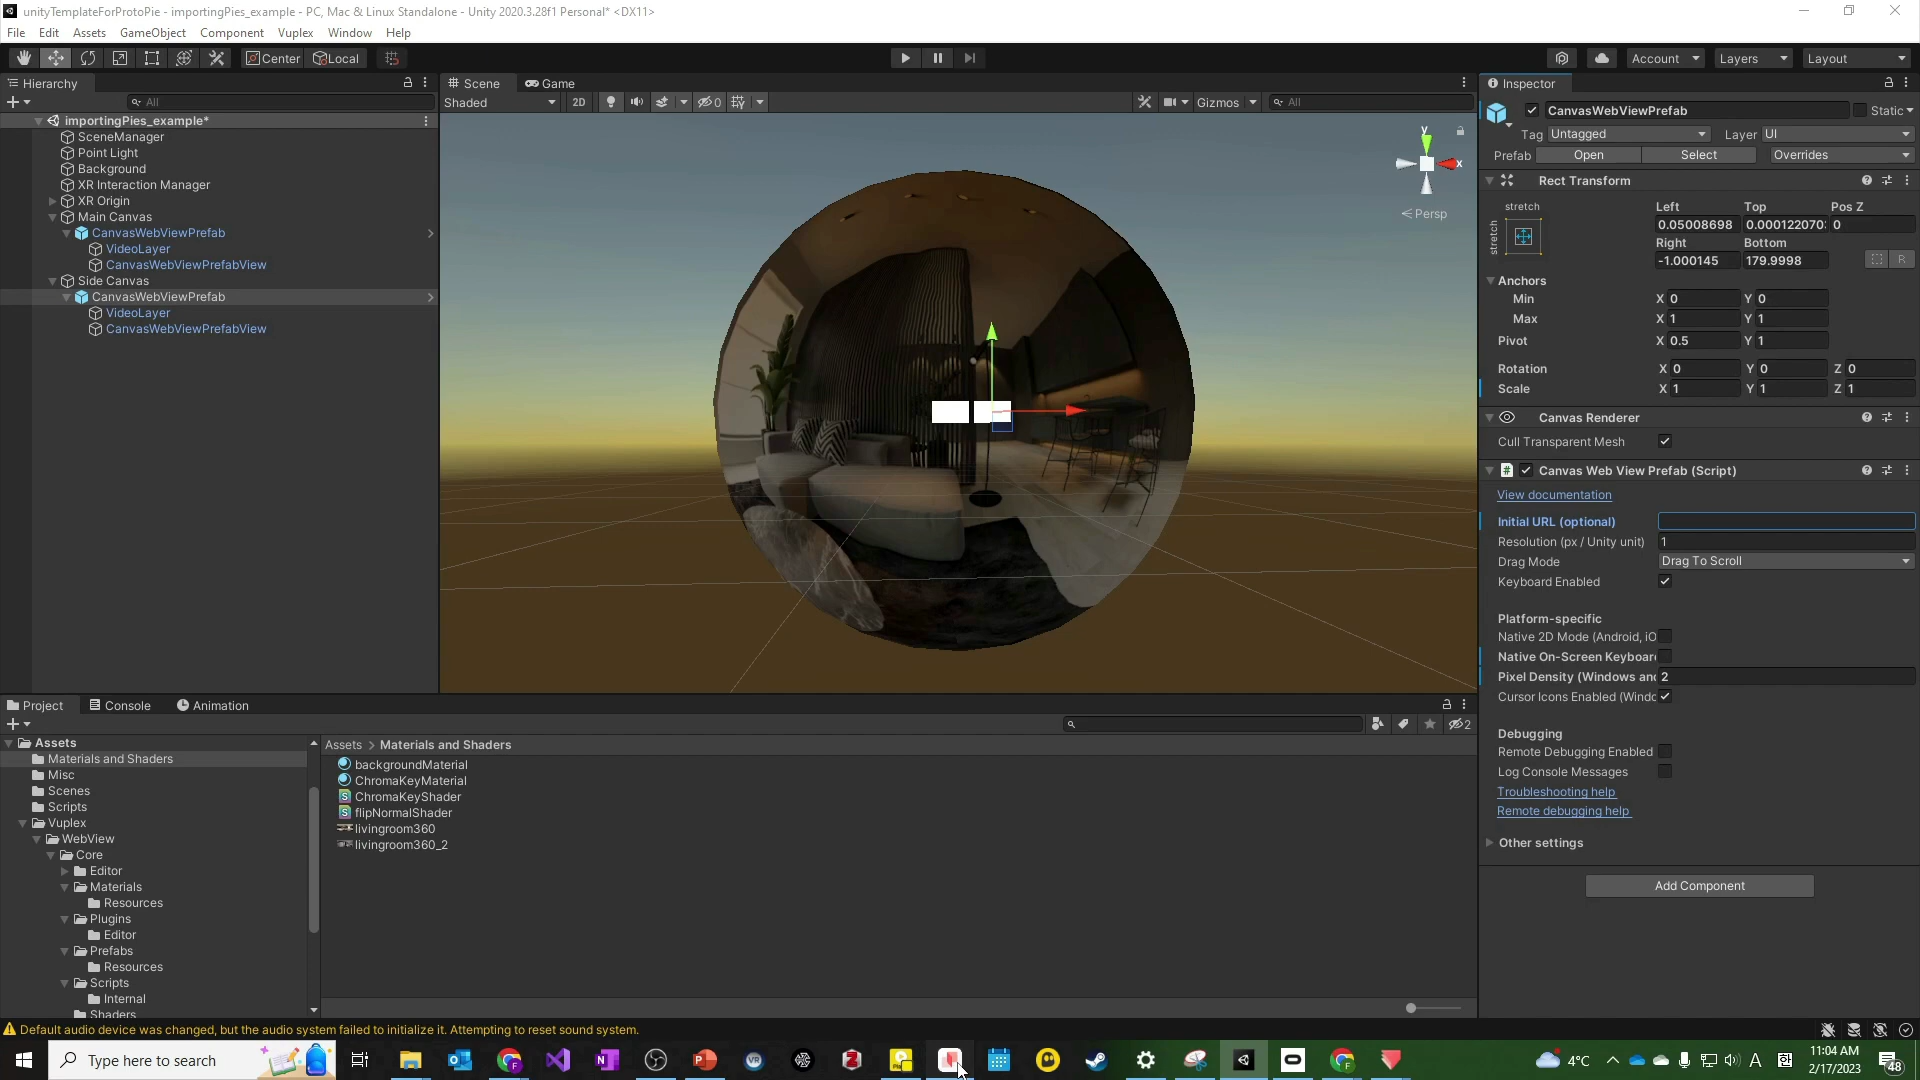 unityTemplateForProtoPie - importingPies_example - PC, Mac & Linux Standalone - Unity 2020.3.28f1 Personal* <DX11>
File Edit Assets GameObject Component Vuplex Window Help
Center Local Account Layers Layout
Hierarchy
All
importingPies_example*
SceneManager
Point Light
Background
XR Interaction Manager
XR Origin
Main Canvas
CanvasWebViewPrefab
VideoLayer
CanvasWebViewPrefabView
Side Canvas
CanvasWebViewPrefab
VideoLayer
CanvasWebViewPrefabView
Scene Game
Shaded 2D 0 Gizmos All
y
x
Persp
Inspector
CanvasWebViewPrefab Static
Tag Untagged Layer UI
Prefab Open Select Overrides
Rect Transform
stretch Left Top Pos Z
stretch 0.05008698 0.0001220703 0
Right Bottom
-1.000145 179.9998 R
Anchors
Min X 0 Y 0
Max X 1 Y 1
Pivot X 0.5 Y 1
Rotation X 0 Y 0 Z 0
Scale X 1 Y 1 Z 1
Canvas Renderer
Cull Transparent Mesh
# Canvas Web View Prefab (Script)
View documentation
Initial URL (optional)
Resolution (px / Unity unit) 1
Drag Mode Drag To Scroll
Keyboard Enabled
Platform-specific
Native 2D Mode (Android, iO
Native On-Screen Keyboar
Pixel Density (Windows and 2
Cursor Icons Enabled (Windo
Debugging
Remote Debugging Enabled
Log Console Messages
Troubleshooting help
Remote debugging help
Other settings
Add Component
Project Console Animation
2
Assets
Materials and Shaders
Misc
Scenes
Scripts
Vuplex
WebView
Core
Editor
Materials
Resources
Plugins
Editor
Prefabs
Resources
Scripts
Internal
Shaders
Assets > Materials and Shaders
backgroundMaterial
ChromaKeyMaterial
ChromaKeyShader
flipNormalShader
livingroom360
livingroom360_2
Default audio device was changed, but the audio system failed to initialize it. Attempting to reset sound system.
Type here to search
4°C
A 한
11:04 AM
2/17/2023
48